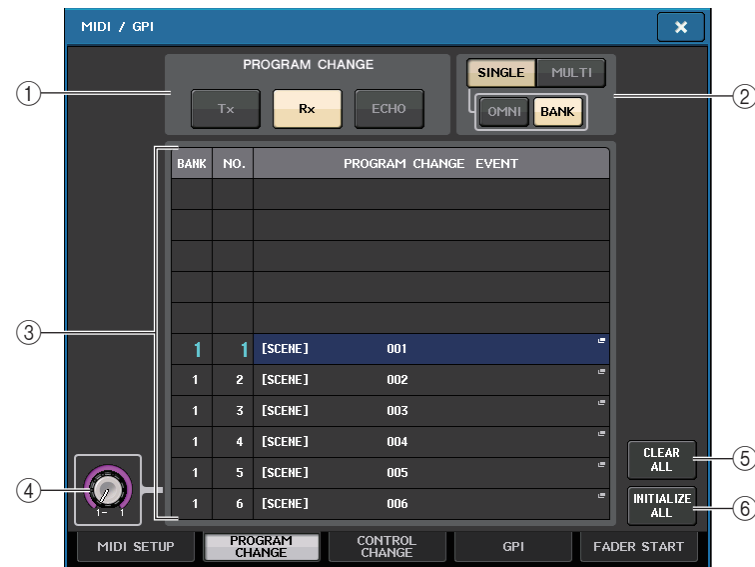 MIDI / GPI
PROGRAM CHANGE
Tx Rx ECHO
SINGLE MULTI
OMNI BANK
① ②
BANK NO. PROGRAM CHANGE EVENT
③
1 1 [SCENE] 001
1 2 [SCENE] 002
1 3 [SCENE] 003
1 4 [SCENE] 004
1 5 [SCENE] 005
1 6 [SCENE] 006
④
1- 1
CLEAR ALL ⑤
INITIALIZE ALL ⑥
MIDI SETUP PROGRAM CHANGE CONTROL CHANGE GPI FADER START